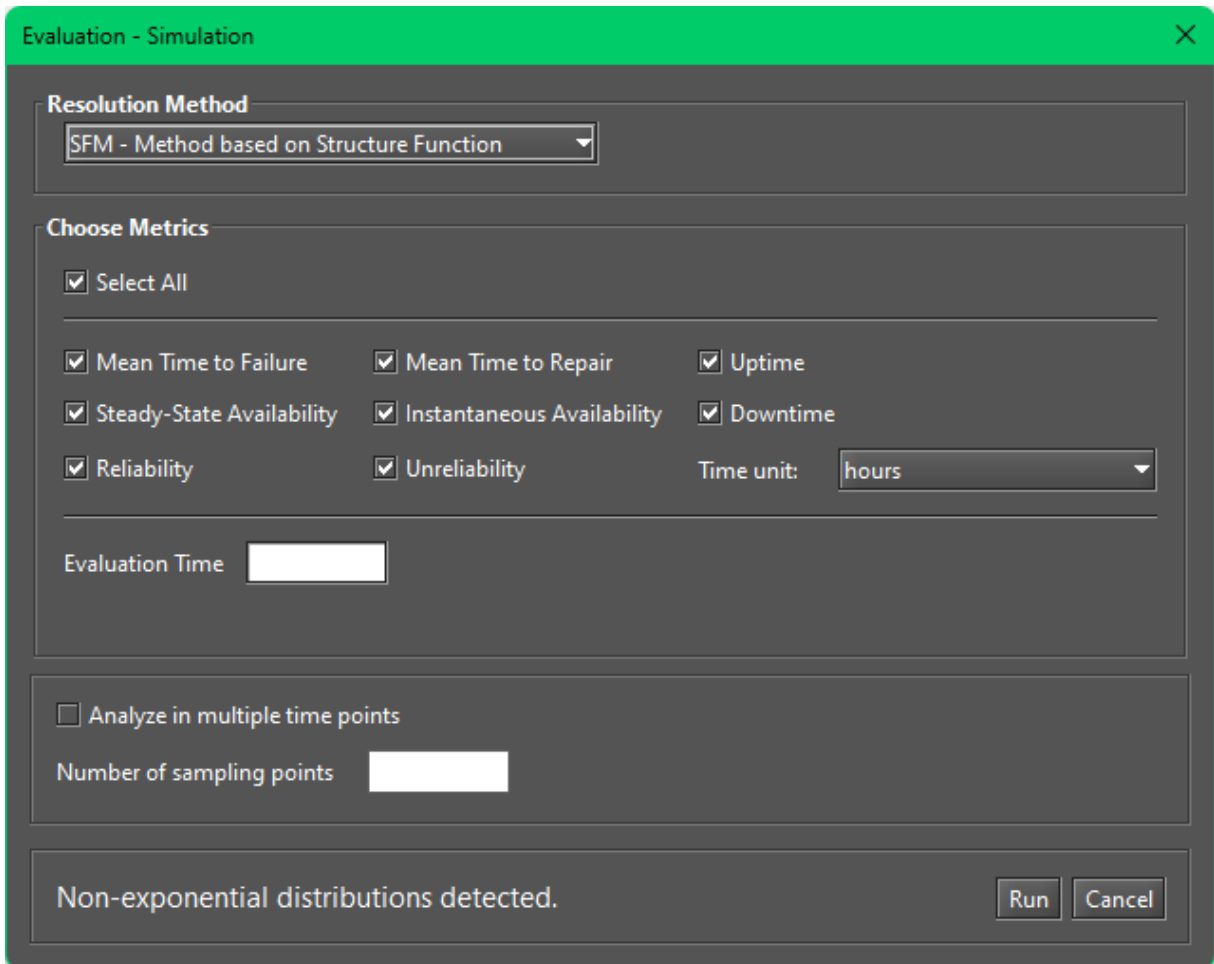 Evaluation - Simulation
Resolution Method
SFM - Method based on Structure Function
Choose Metrics
Select All
Mean Time to Failure Mean Time to Repair Uptime
Steady-State Availability Instantaneous Availability Downtime
Reliability Unreliability Time unit: hours
Evaluation Time
Analyze in multiple time points
Number of sampling points
Non-exponential distributions detected. Run Cancel